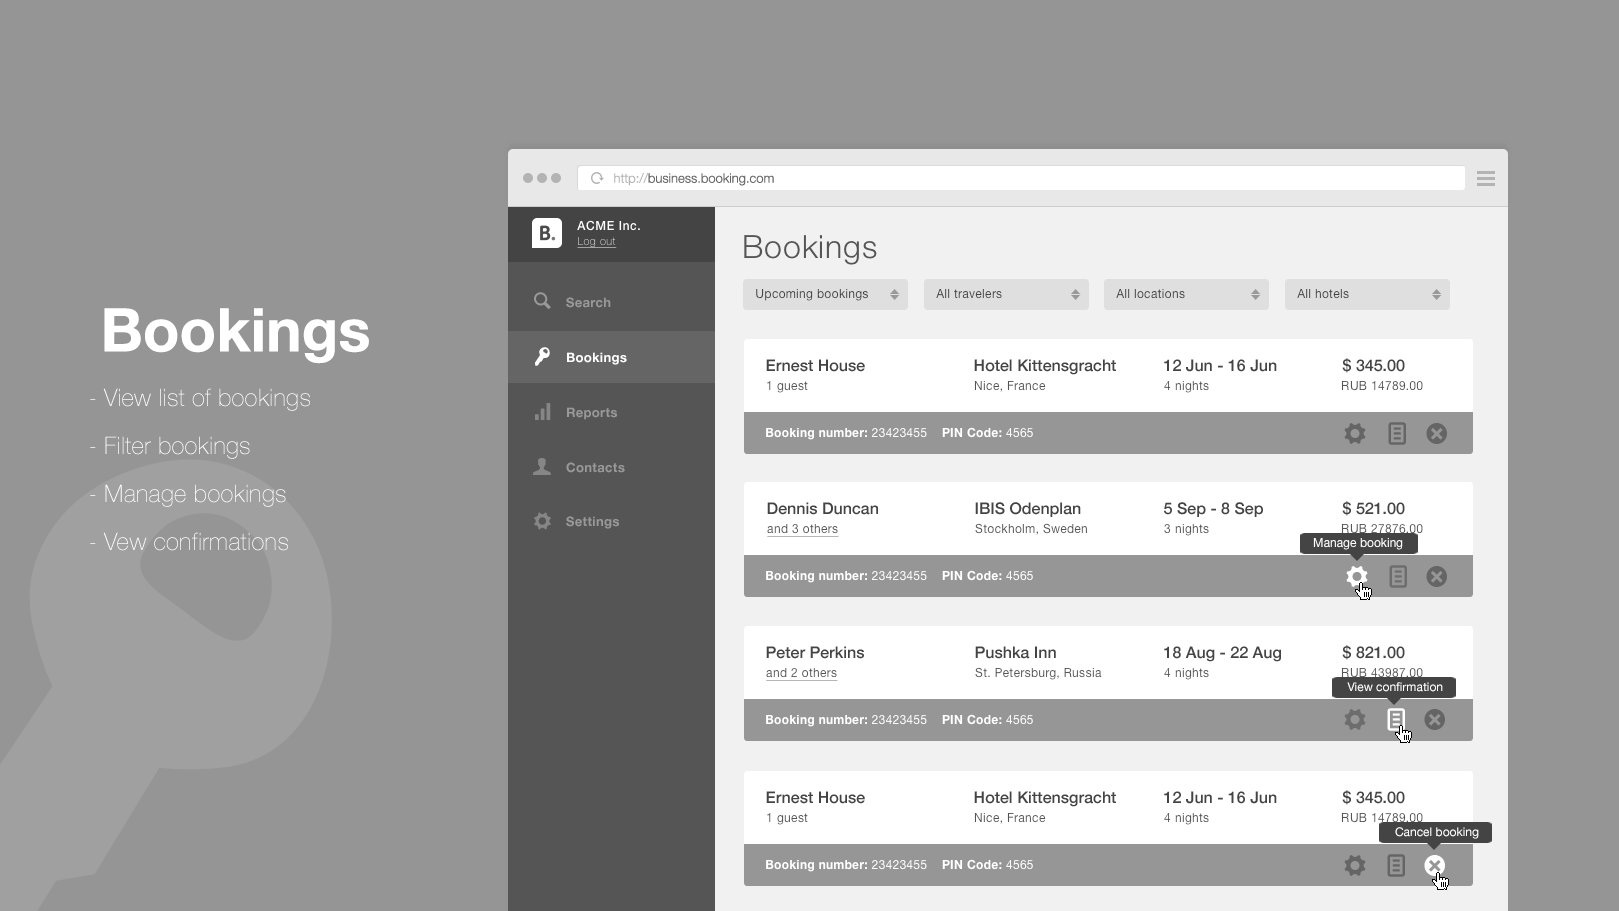 Bookings
- View list of bookings
- Filter bookings
- Manage bookings
- Vew confirmations
http://business.booking.com
B.
ACME Inc.
Log out
Search
Bookings
Reports
Contacts
Settings
Bookings
Upcoming bookings All travelers All locations All hotels
Ernest House Hotel Kittensgracht 12 Jun - 16 Jun $ 345.00
1 guest Nice, France 4 nights RUB 14789.00
Booking number: 23423455 PIN Code: 4565
Dennis Duncan IBIS Odenplan 5 Sep - 8 Sep $ 521.00
and 3 others Stockholm, Sweden 3 nights RUB 27876.00
Manage booking
Booking number: 23423455 PIN Code: 4565
Peter Perkins Pushka Inn 18 Aug - 22 Aug $ 821.00
and 2 others St. Petersburg, Russia 4 nights RUB 43987.00
View confirmation
Booking number: 23423455 PIN Code: 4565
Ernest House Hotel Kittensgracht 12 Jun - 16 Jun $ 345.00
1 guest Nice, France 4 nights RUB 14789.00
Cancel booking
Booking number: 23423455 PIN Code: 4565